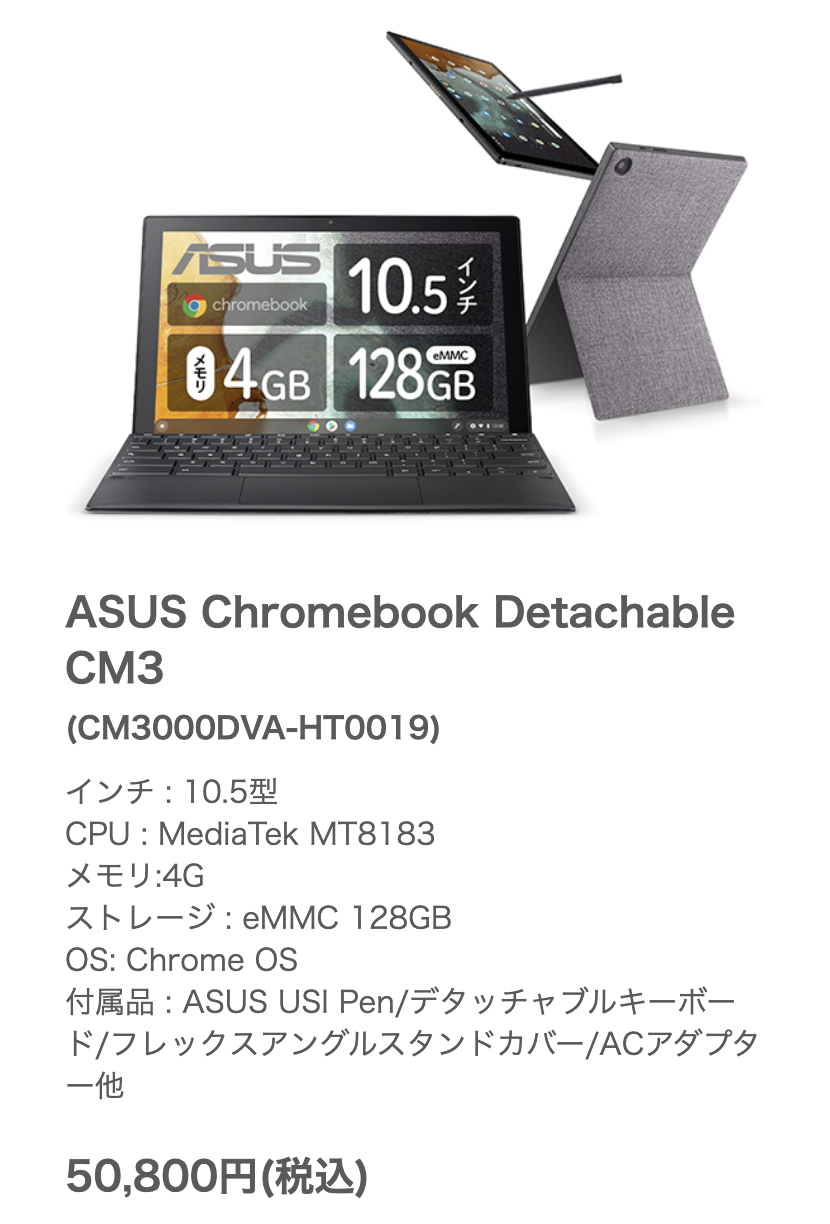 ASUS
chromebook
10.5インチ
メモリ 4GB
128GB eMMC
ASUS Chromebook Detachable
CM3
(CM3000DVA-HT0019)
インチ : 10.5型
CPU : MediaTek MT8183
メモリ:4G
ストレージ : eMMC 128GB
OS: Chrome OS
付属品 : ASUS USI Pen/デタッチャブルキーボー
ド/フレックスアングルスタンドカバー/ACアダプタ
ー他
50,800円(税込)